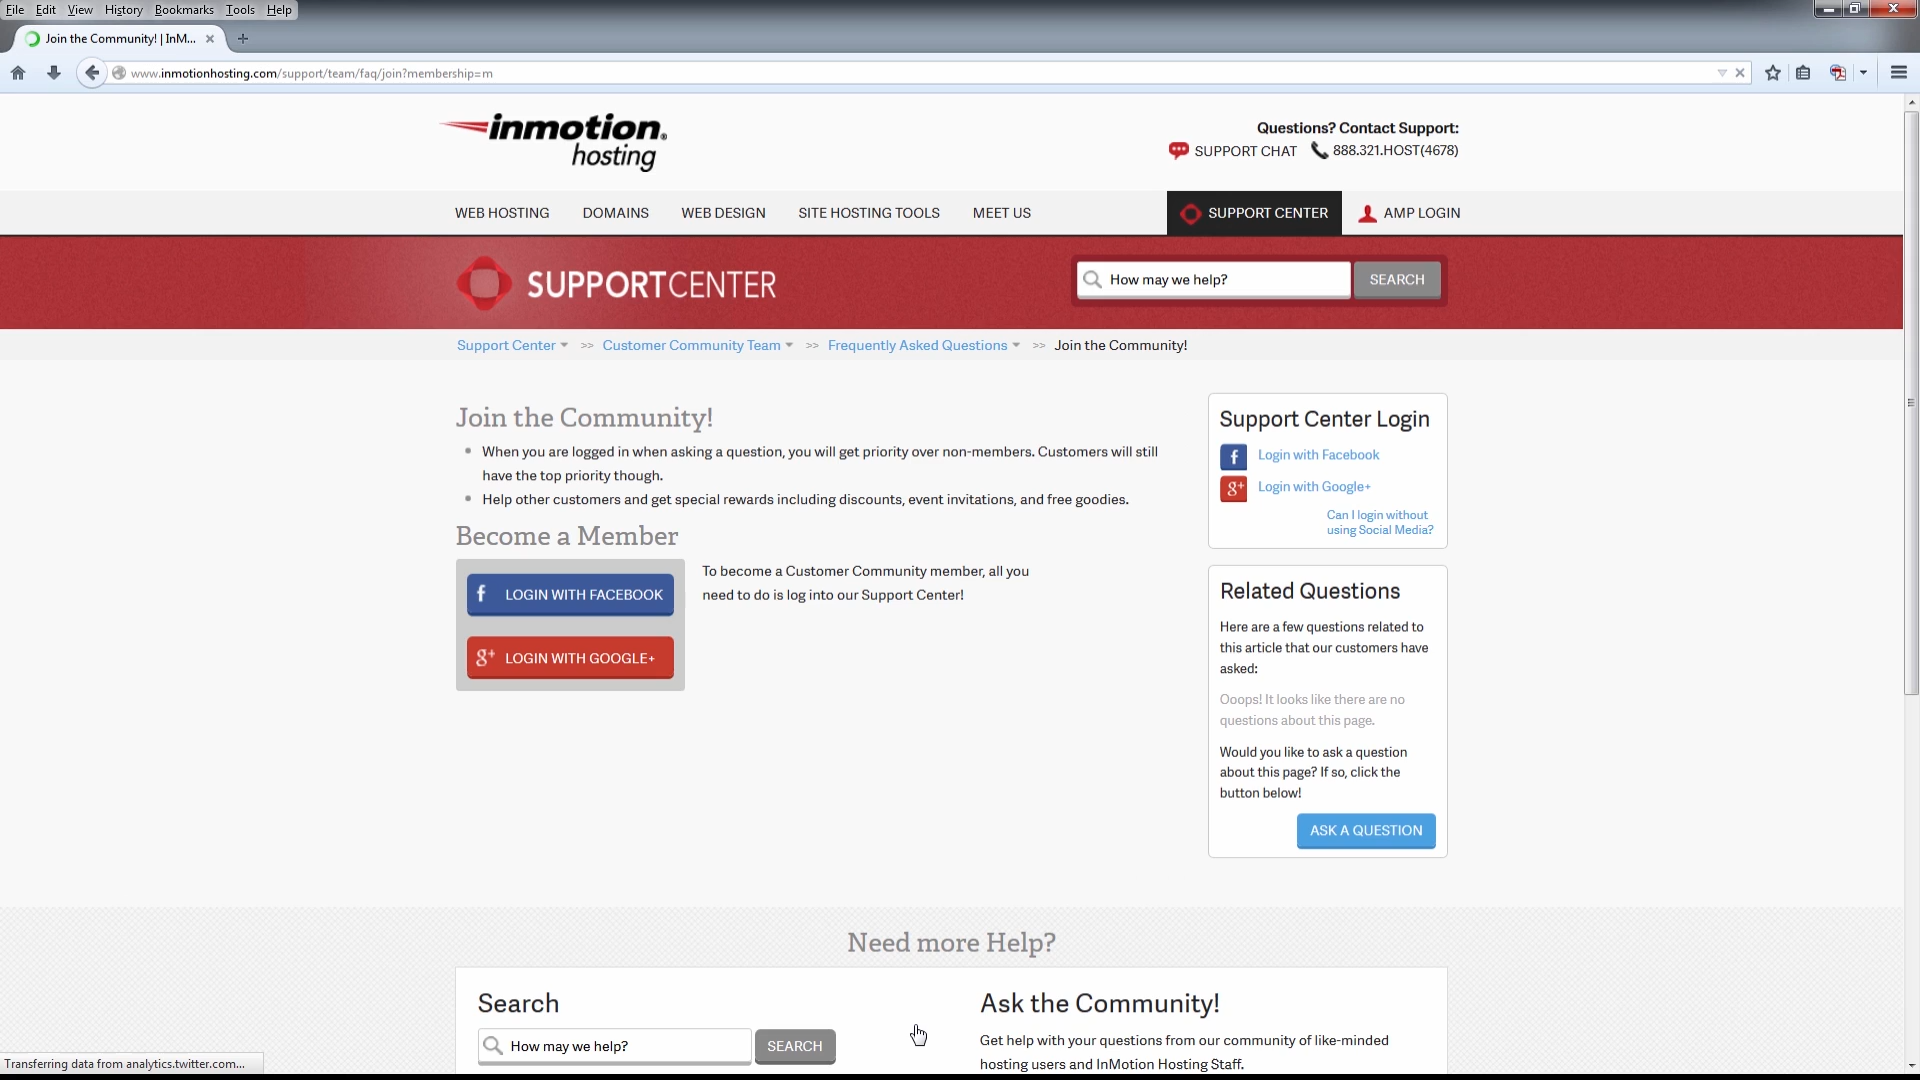 File Edit View History Bookmarks Tools Help
Join the Community! | InM...
www.inmotionhosting.com/support/team/faq/join?membership=m
inmotion®
hosting
Questions? Contact Support:
SUPPORT CHAT 888.321.HOST(4678)
WEB HOSTING DOMAINS WEB DESIGN SITE HOSTING TOOLS MEET US SUPPORT CENTER AMP LOGIN
SUPPORTCENTER How may we help? SEARCH
Support Center >> Customer Community Team >> Frequently Asked Questions >> Join the Community!
Join the Community!
• When you are logged in when asking a question, you will get priority over non-members. Customers will still
have the top priority though.
• Help other customers and get special rewards including discounts, event invitations, and free goodies.
Become a Member
f LOGIN WITH FACEBOOK
g+ LOGIN WITH GOOGLE+
To become a Customer Community member, all you
need to do is log into our Support Center!
Support Center Login
f Login with Facebook
g+ Login with Google+
Can I login without
using Social Media?
Related Questions
Here are a few questions related to
this article that our customers have
asked:
Ooops! It looks like there are no
questions about this page.
Would you like to ask a question
about this page? If so, click the
button below!
ASK A QUESTION
Need more Help?
Search
How may we help? SEARCH
Ask the Community!
Get help with your questions from our community of like-minded
hosting users and InMotion Hosting Staff.
Transferring data from analytics.twitter.com...